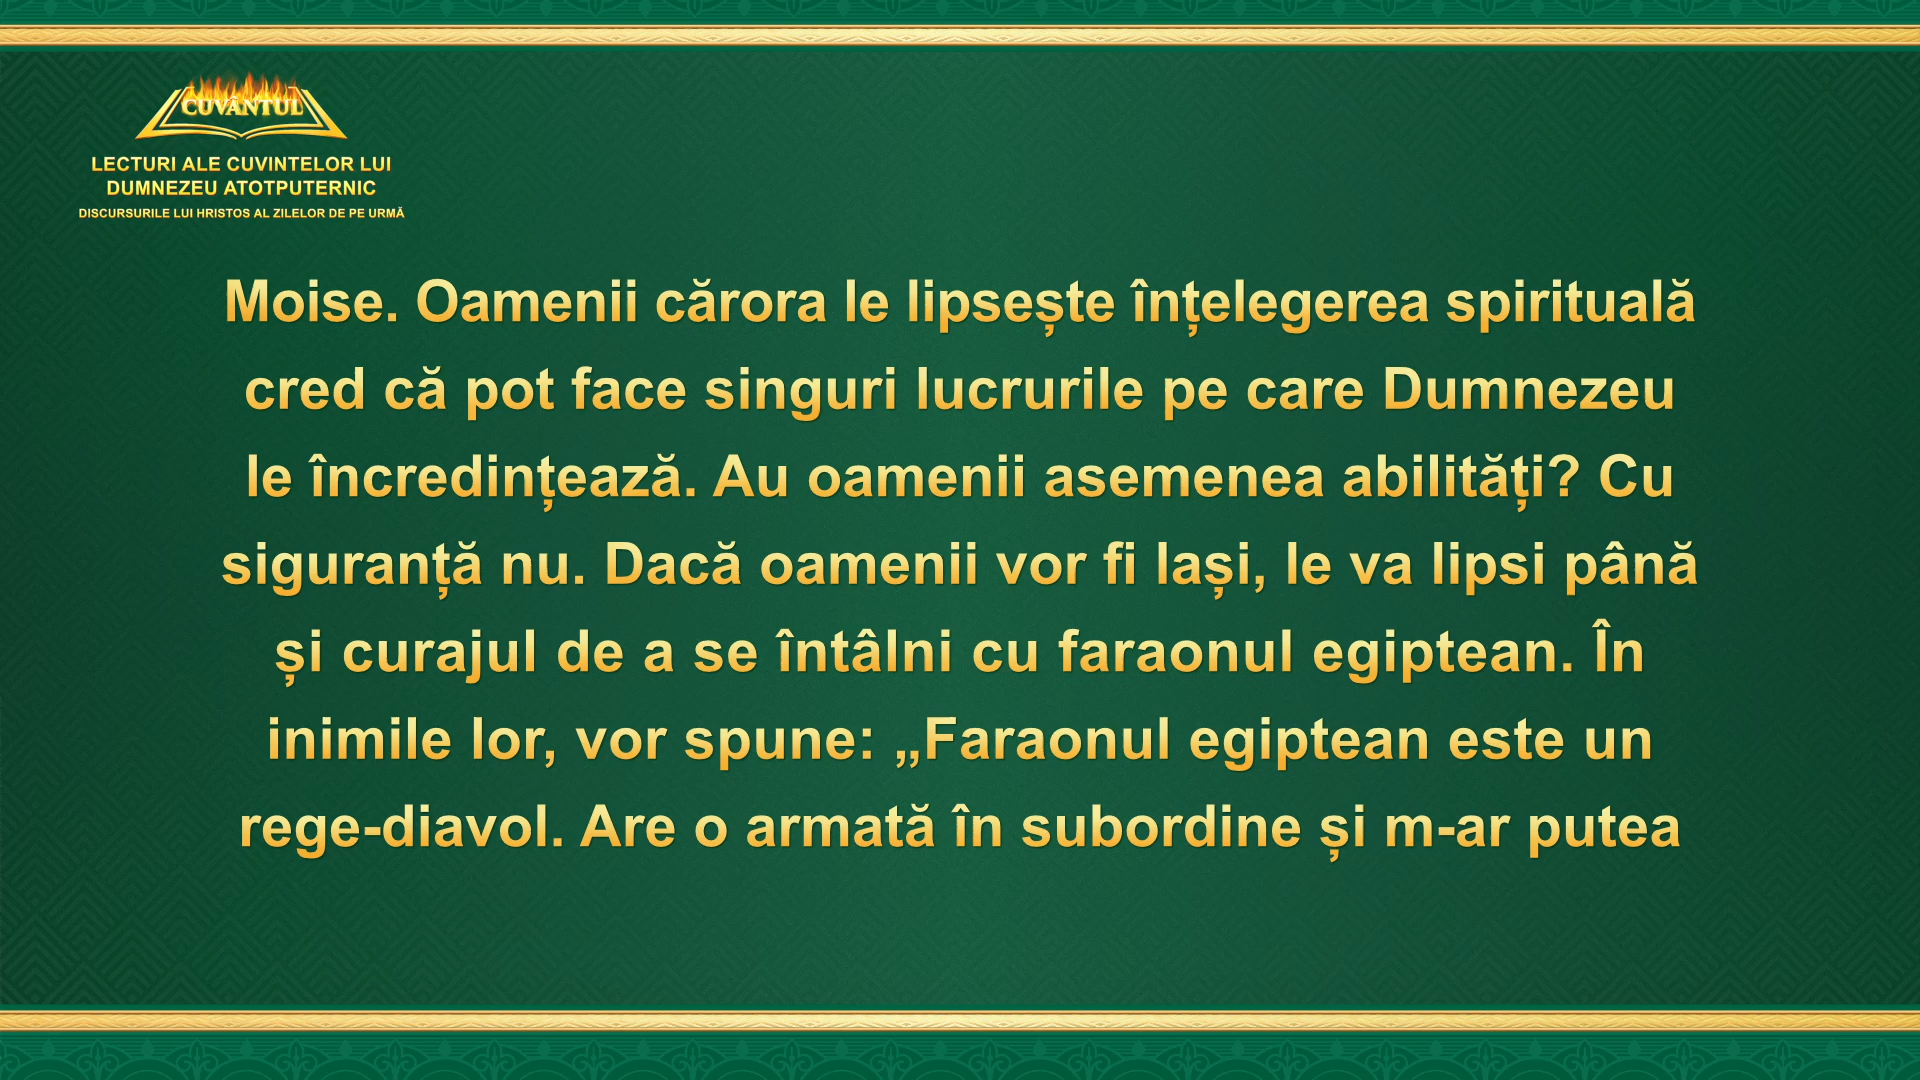 CUVÂNTUL
LECTURI ALE CUVINTELOR LUI
DUMNEZEU ATOTPUTERNIC
DISCURSURILE LUI HRISTOS AL ZILELOR DE PE URMĂ
Moise. Oamenii cărora le lipsește înțelegerea spirituală
cred că pot face singuri lucrurile pe care Dumnezeu
le încredințează. Au oamenii asemenea abilități? Cu
siguranță nu. Dacă oamenii vor fi lași, le va lipsi până
și curajul de a se întâlni cu faraonul egiptean. În
inimile lor, vor spune: „Faraonul egiptean este un
rege-diavol. Are o armată în subordine și m-ar putea